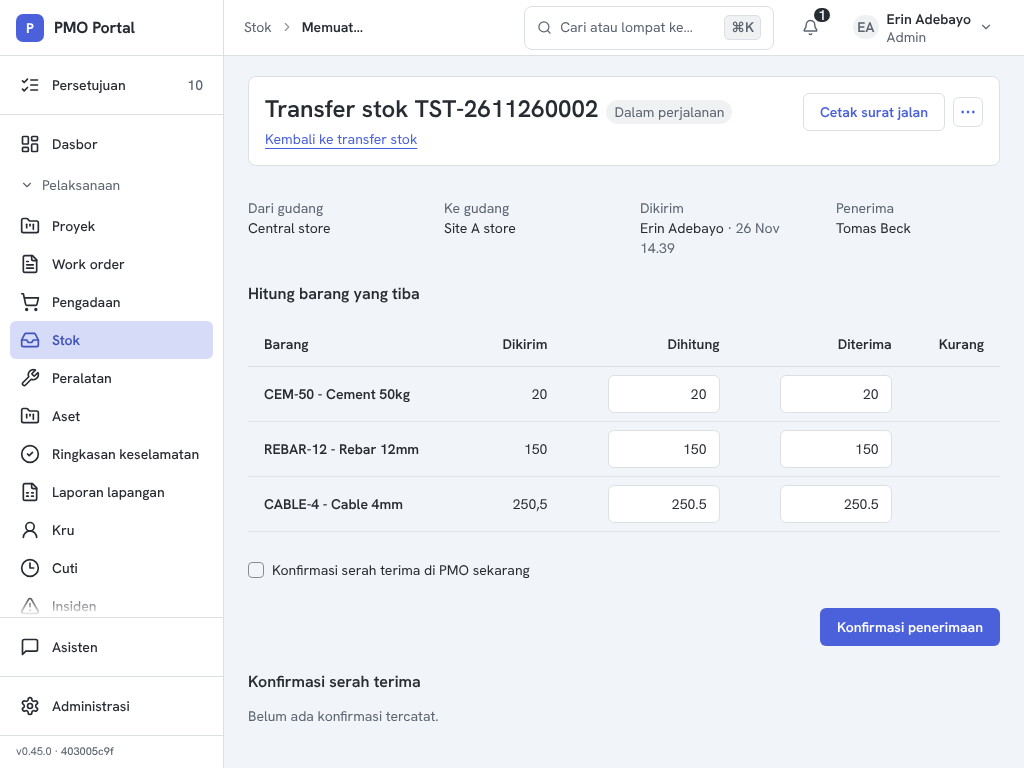 P PMO Portal
Stok > Memuat...
Cari atau lompat ke... ⌘K
1
EA
Erin Adebayo
Admin
Persetujuan 10
Dasbor
Pelaksanaan
Proyek
Work order
Pengadaan
Stok
Peralatan
Aset
Ringkasan keselamatan
Laporan lapangan
Kru
Cuti
Insiden
Asisten
Administrasi
v0.45.0 · 403005c9f
Transfer stok TST-2611260002 Dalam perjalanan
Kembali ke transfer stok
Cetak surat jalan
Dari gudang
Central store
Ke gudang
Site A store
Dikirim
Erin Adebayo · 26 Nov
14.39
Penerima
Tomas Beck
Hitung barang yang tiba
Barang Dikirim Dihitung Diterima Kurang
CEM-50 - Cement 50kg 20 20 20
REBAR-12 - Rebar 12mm 150 150 150
CABLE-4 - Cable 4mm 250,5 250.5 250.5
Konfirmasi serah terima di PMO sekarang
Konfirmasi penerimaan
Konfirmasi serah terima
Belum ada konfirmasi tercatat.